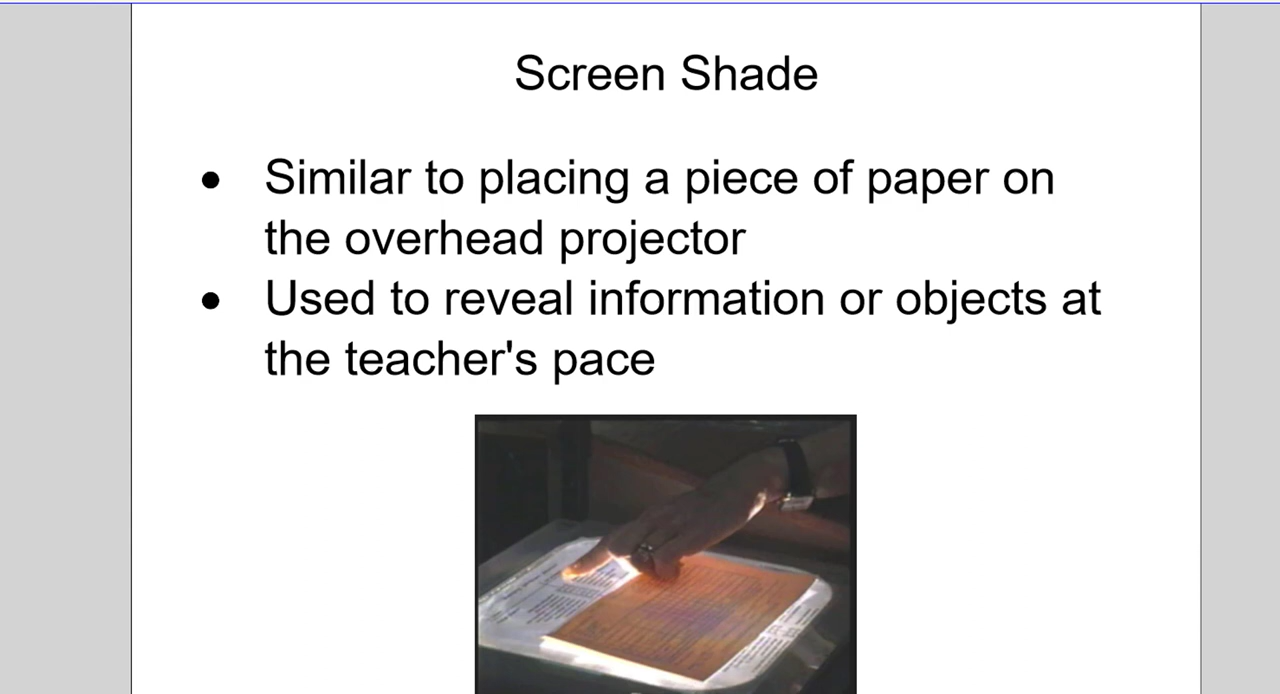 Screen Shade
• Similar to placing a piece of paper on
the overhead projector
• Used to reveal information or objects at
the teacher's pace